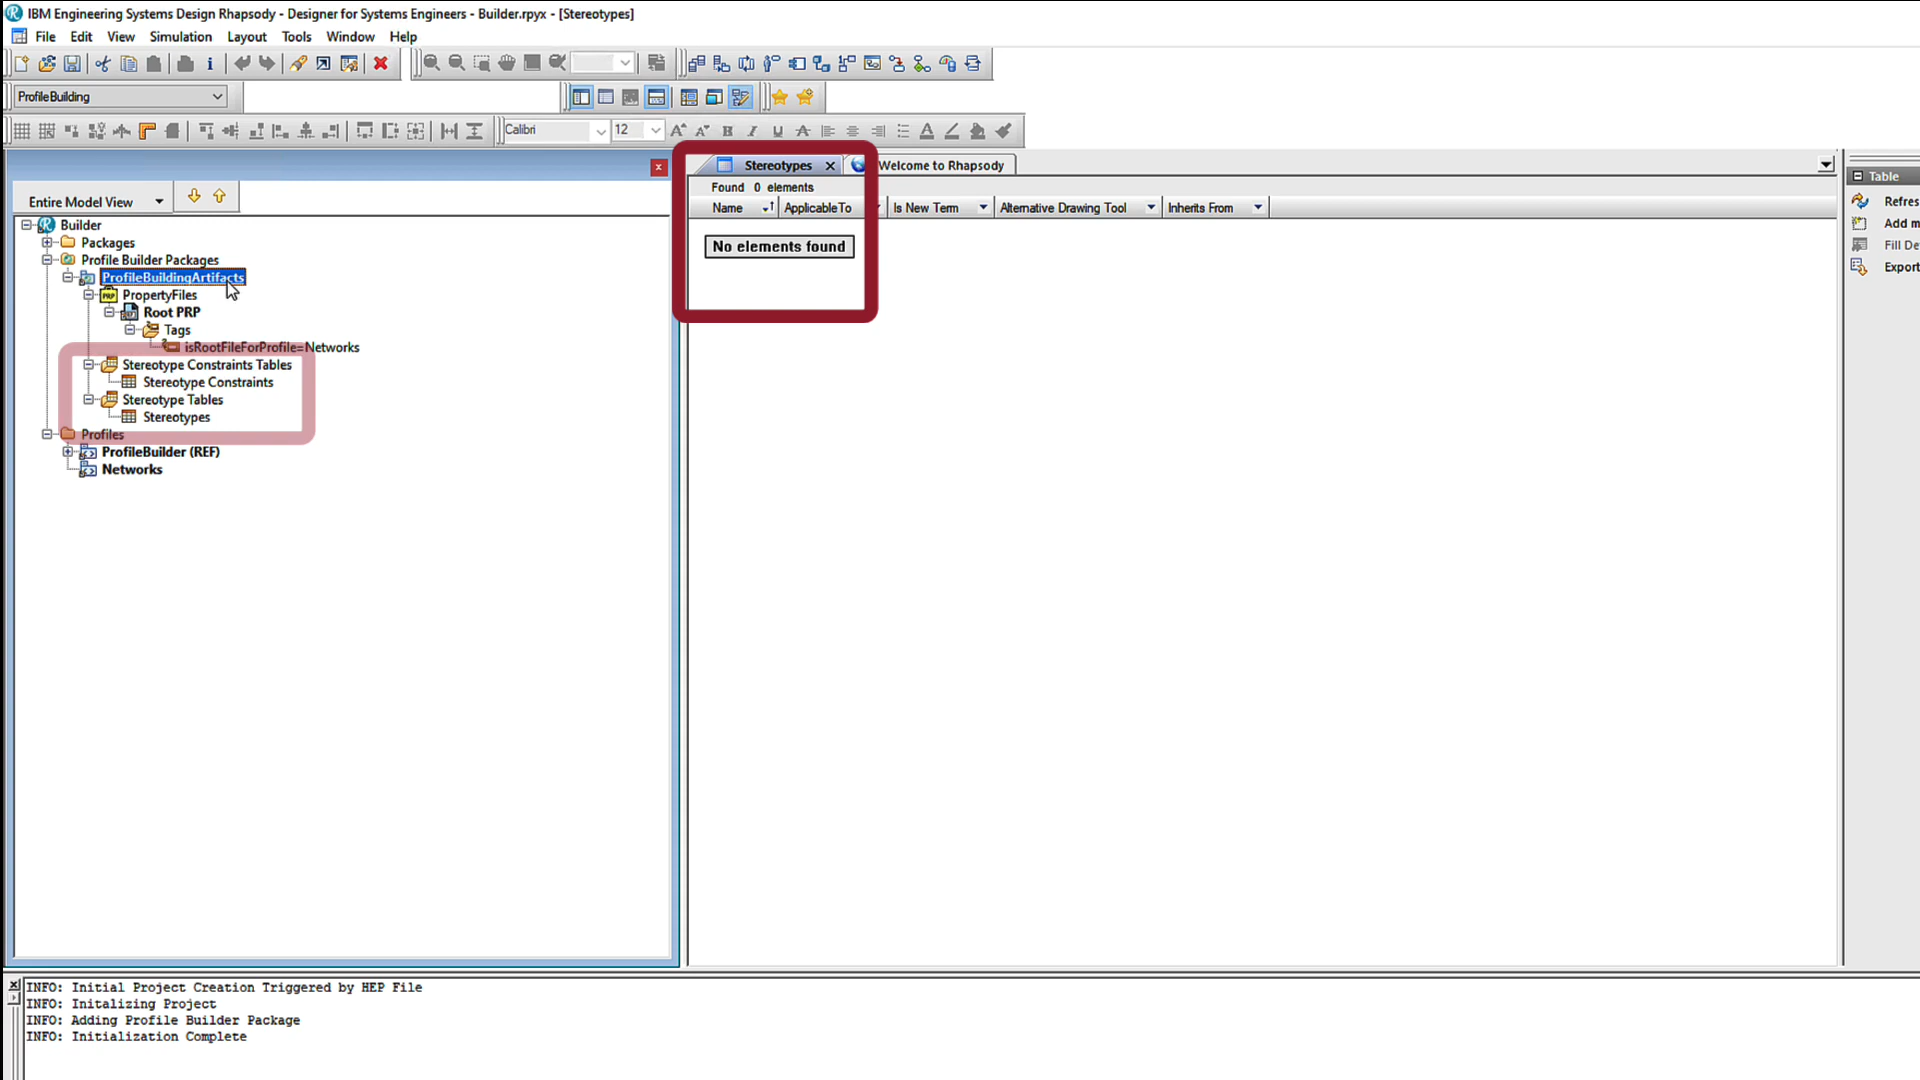 IBM Engineering Systems Design Rhapsody - Designer for Systems Engineers - Builder.rpyx - [Stereotypes]
File Edit View Simulation Layout Tools Window Help
ProfileBuilding
Calibri 12
Stereotypes Welcome to Rhapsody
Entire Model View
Found 0 elements
Name ApplicableTo Is New Term Alternative Drawing Tool Inherits From
No elements found
Builder
Packages
Profile Builder Packages
ProfileBuildingArtifacts
PropertyFiles
Root PRP
Tags
isRootFileForProfile=Networks
Stereotype Constraints Tables
Stereotype Constraints
Stereotype Tables
Stereotypes
Profiles
ProfileBuilder (REF)
Networks
Table
Refres
Add m
Fill De
Export
INFO: Initial Project Creation Triggered by HEP File
INFO: Initalizing Project
INFO: Adding Profile Builder Package
INFO: Initialization Complete